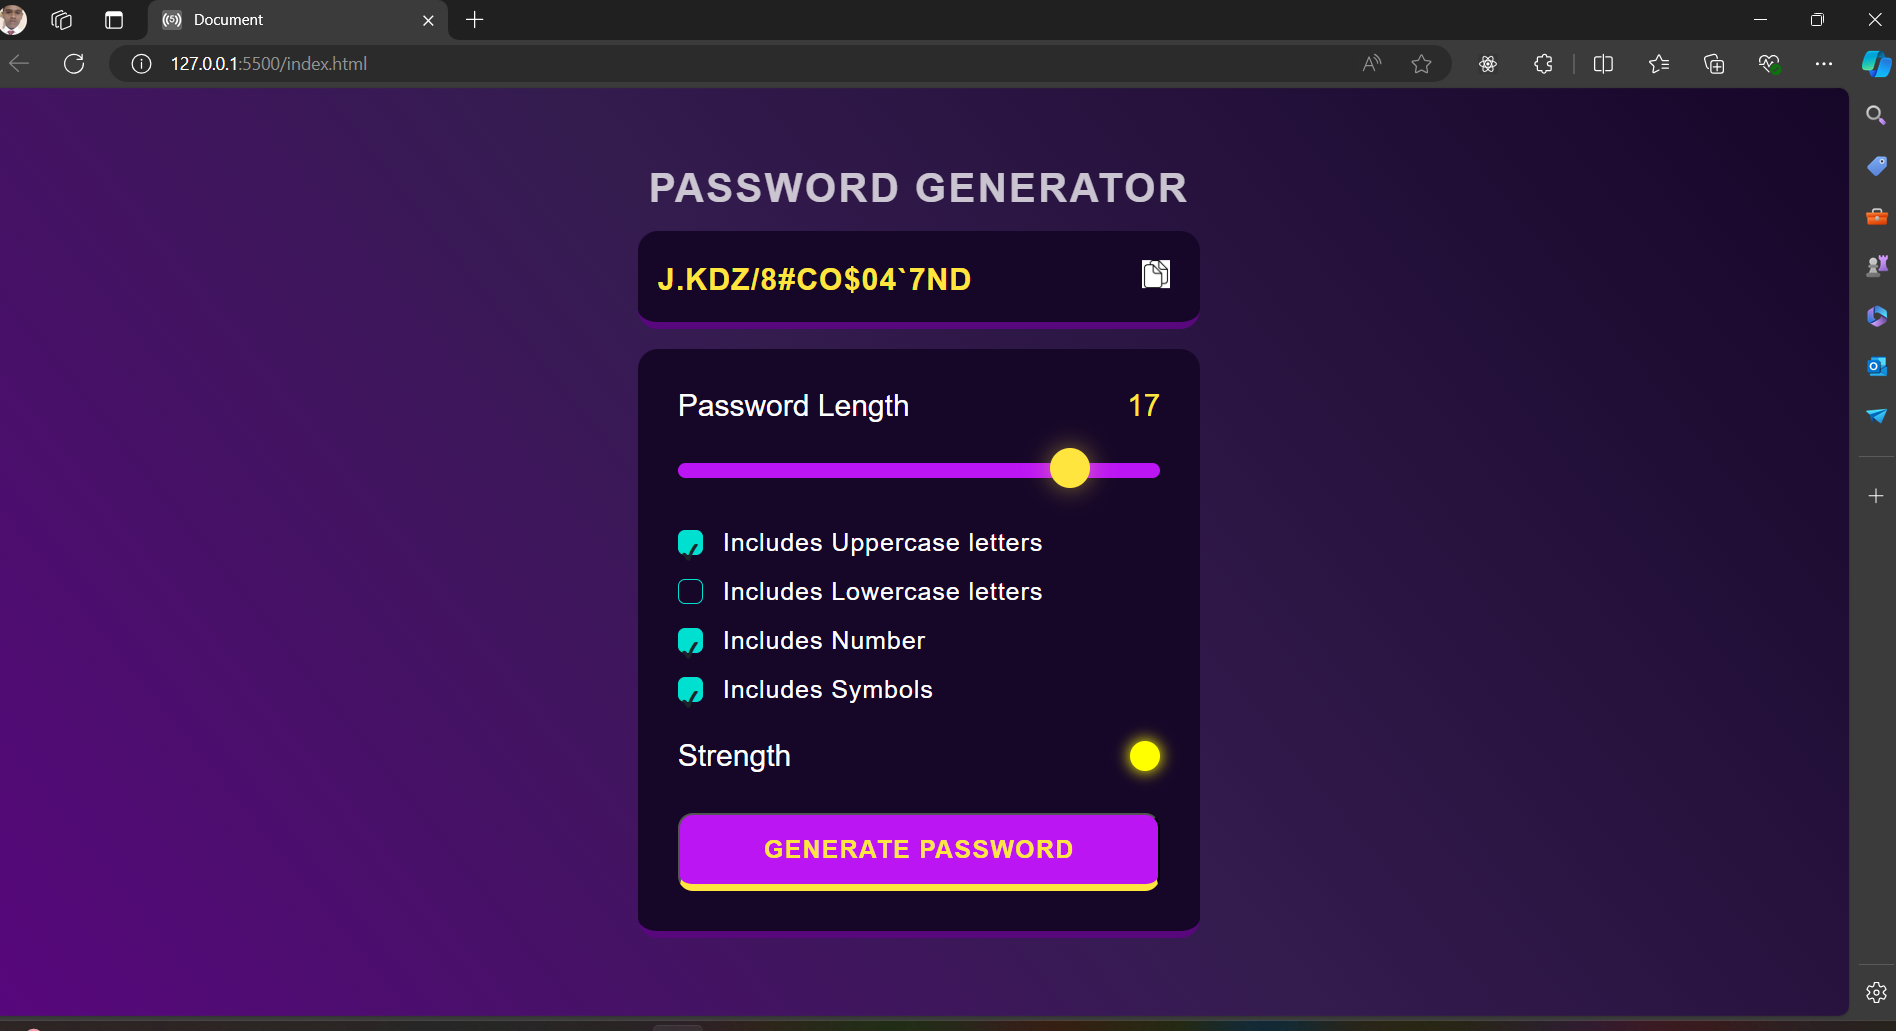 Document
127.0.0.1:5500/index.html
PASSWORD GENERATOR
J.KDZ/8#CO$04`7ND
Password Length 17
Includes Uppercase letters
Includes Lowercase letters
Includes Number
Includes Symbols
Strength
GENERATE PASSWORD